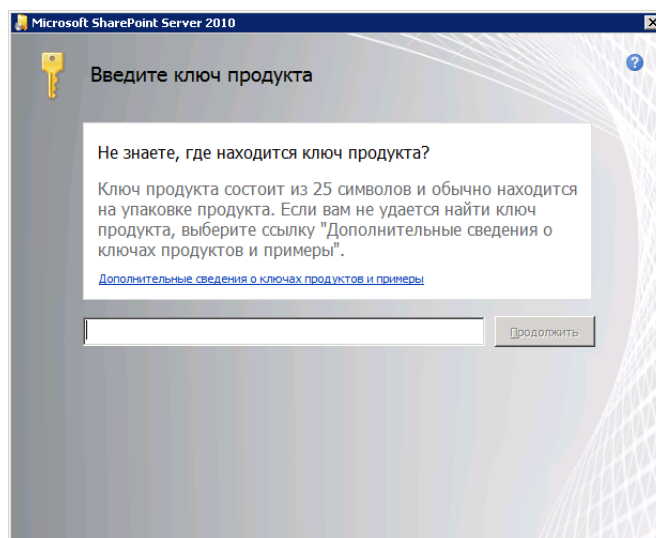 Microsoft SharePoint Server 2010
Введите ключ продукта
Не знаете, где находится ключ продукта?
Ключ продукта состоит из 25 символов и обычно находится
на упаковке продукта. Если вам не удается найти ключ
продукта, выберите ссылку "Дополнительные сведения о
ключах продуктов и примеры".
Дополнительные сведения о ключах продуктов и примеры
Продолжить